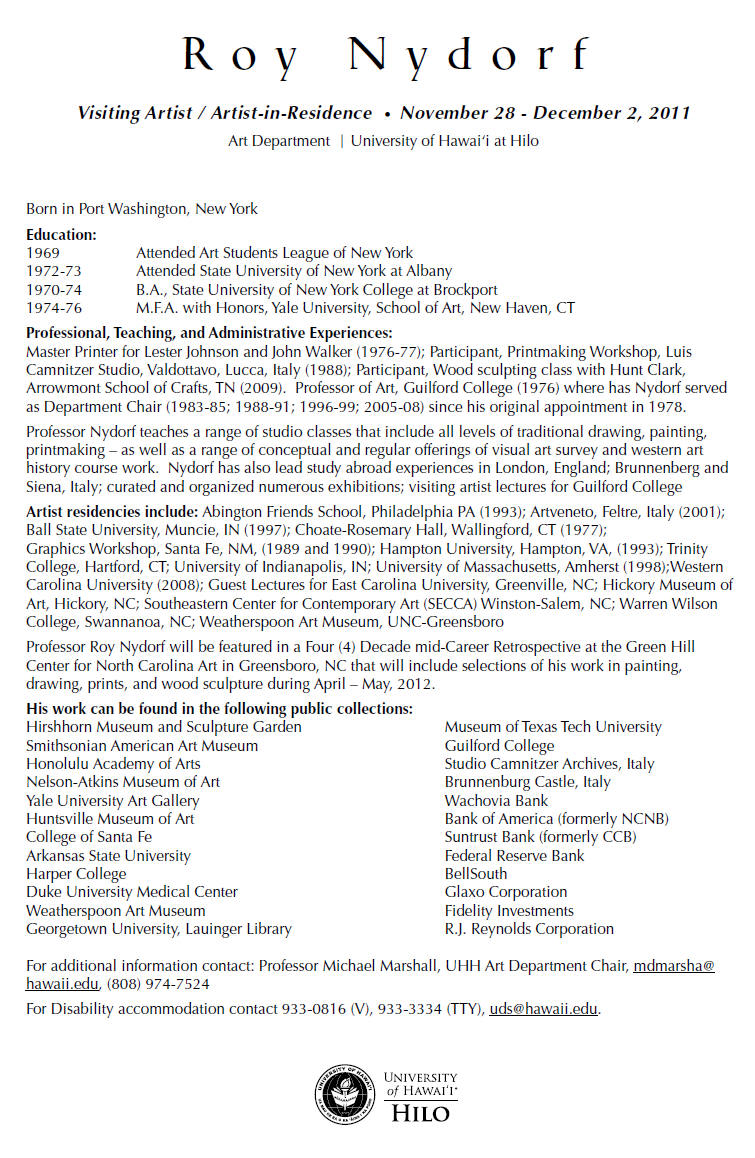 Roy Nydorf
Visiting Artist / Artist-in-Residence • November 28 - December 2, 2011
Art Department | University of Hawai‘i at Hilo
Born in Port Washington, New York
Education:
1969 Attended Art Students League of New York
1972-73 Attended State University of New York at Albany
1970-74 B.A., State University of New York College at Brockport
1974-76 M.F.A. with Honors, Yale University, School of Art, New Haven, CT
Professional, Teaching, and Administrative Experiences:
Master Printer for Lester Johnson and John Walker (1976-77); Participant, Printmaking Workshop, Luis
Camnitzer Studio, Valdottavo, Lucca, Italy (1988); Participant, Wood sculpting class with Hunt Clark,
Arrowmont School of Crafts, TN (2009). Professor of Art, Guilford College (1976) where has Nydorf served
as Department Chair (1983-85; 1988-91; 1996-99; 2005-08) since his original appointment in 1978.
Professor Nydorf teaches a range of studio classes that include all levels of traditional drawing, painting,
printmaking – as well as a range of conceptual and regular offerings of visual art survey and western art
history course work. Nydorf has also lead study abroad experiences in London, England; Brunnenberg and
Siena, Italy; curated and organized numerous exhibitions; visiting artist lectures for Guilford College
Artist residencies include: Abington Friends School, Philadelphia PA (1993); Artveneto, Feltre, Italy (2001);
Ball State University, Muncie, IN (1997); Choate-Rosemary Hall, Wallingford, CT (1977);
Graphics Workshop, Santa Fe, NM, (1989 and 1990); Hampton University, Hampton, VA, (1993); Trinity
College, Hartford, CT; University of Indianapolis, IN; University of Massachusetts, Amherst (1998);Western
Carolina University (2008); Guest Lectures for East Carolina University, Greenville, NC; Hickory Museum of
Art, Hickory, NC; Southeastern Center for Contemporary Art (SECCA) Winston-Salem, NC; Warren Wilson
College, Swannanoa, NC; Weatherspoon Art Museum, UNC-Greensboro
Professor Roy Nydorf will be featured in a Four (4) Decade mid-Career Retrospective at the Green Hill
Center for North Carolina Art in Greensboro, NC that will include selections of his work in painting,
drawing, prints, and wood sculpture during April – May, 2012.
His work can be found in the following public collections:
Hirshhorn Museum and Sculpture Garden
Smithsonian American Art Museum
Honolulu Academy of Arts
Nelson-Atkins Museum of Art
Yale University Art Gallery
Huntsville Museum of Art
College of Santa Fe
Arkansas State University
Harper College
Duke University Medical Center
Weatherspoon Art Museum
Georgetown University, Lauinger Library
Museum of Texas Tech University
Guilford College
Studio Camnitzer Archives, Italy
Brunnenburg Castle, Italy
Wachovia Bank
Bank of America (formerly NCNB)
Suntrust Bank (formerly CCB)
Federal Reserve Bank
BellSouth
Glaxo Corporation
Fidelity Investments
R.J. Reynolds Corporation
For additional information contact: Professor Michael Marshall, UHH Art Department Chair, mdmarsha@
hawaii.edu, (808) 974-7524
For Disability accommodation contact 933-0816 (V), 933-3334 (TTY), uds@hawaii.edu.
UNIVERSITY
of HAWAI‘I
HILO
UNIVERSITY OF HAWAI‘I